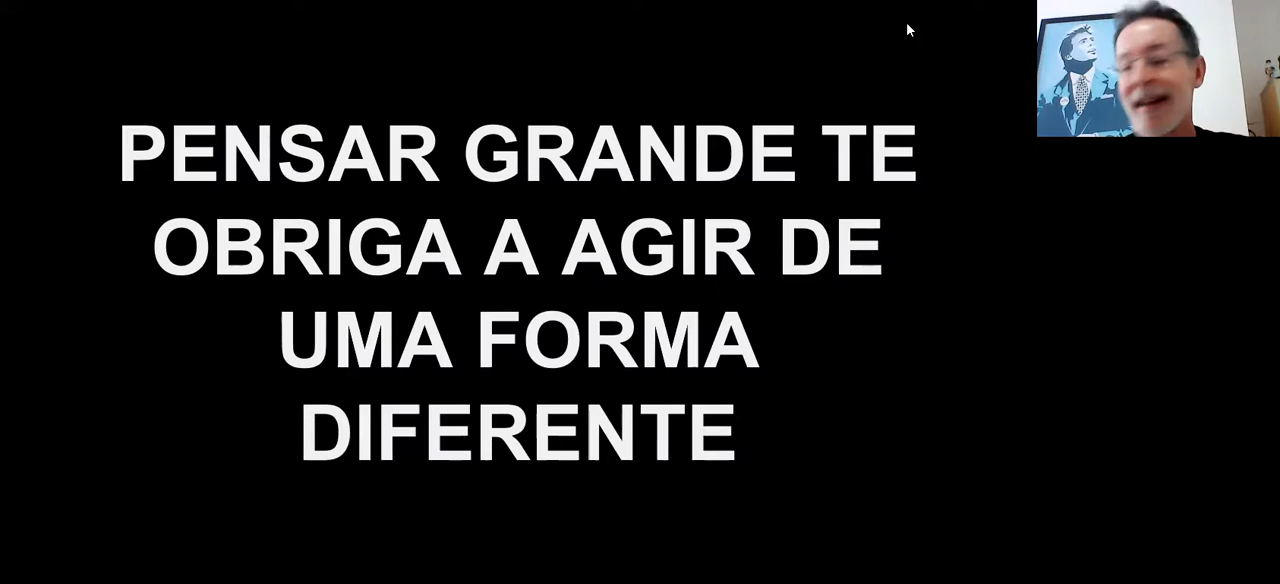 PENSAR GRANDE TE
OBRIGA A AGIR DE
UMA FORMA
DIFERENTE